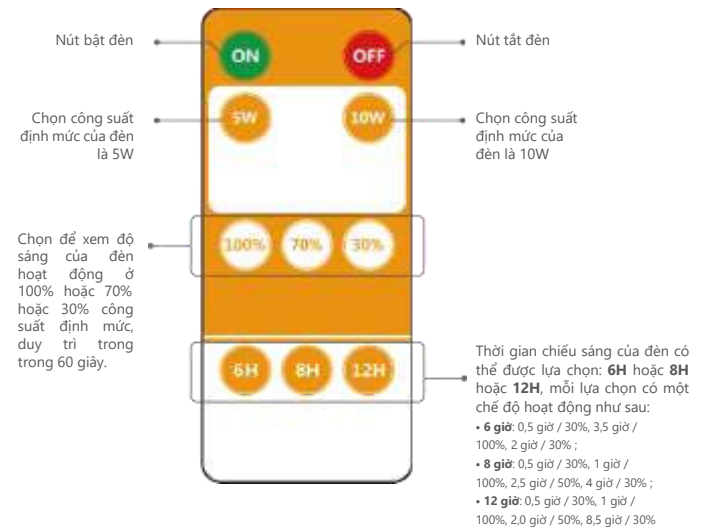 Nút bật đèn
ON
OFF
Nút tắt đèn
Chọn công suất
định mức của đèn
là 5W
5W
10W
Chọn công suất
định mức của
đèn là 10W
Chọn để xem độ
sáng của đèn
hoạt động ở
100% hoặc 70%
hoặc 30% công
suất định mức,
duy trì trong
trong 60 giây.
100%
70%
30%
6H
8H
12H
Thời gian chiếu sáng của đèn có
thể được lựa chọn: 6H hoặc 8H
hoặc 12H, mỗi lựa chọn có một
chế độ hoạt động như sau:
• 6 giờ: 0,5 giờ / 30%, 3,5 giờ /
100%, 2 giờ / 30% ;
• 8 giờ: 0,5 giờ / 30%, 1 giờ /
100%, 2,5 giờ / 50%, 4 giờ / 30% ;
• 12 giờ: 0,5 giờ / 30%, 1 giờ /
100%, 2,0 giờ / 50%, 8,5 giờ / 30%